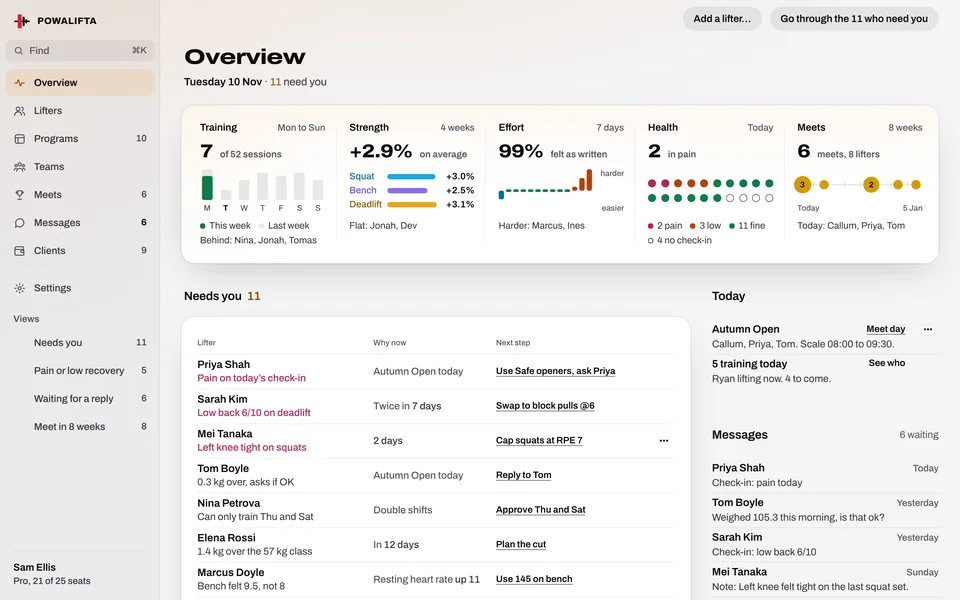 POWALIFTA
Find ⌘K
Overview
Lifters
Programs 10
Teams
Meets 6
Messages 6
Clients 9
Settings
Views
Needs you 11
Pain or low recovery 5
Waiting for a reply 6
Meet in 8 weeks 8
Sam Ellis
Pro, 21 of 25 seats
Add a lifter…
Go through the 11 who need you
Overview
Tuesday 10 Nov · 11 need you
Training Mon to Sun
7 of 52 sessions
M T W T F S S
This week Last week
Behind: Nina, Jonah, Tomas
Strength 4 weeks
+2.9% on average
Squat +3.0%
Bench +2.5%
Deadlift +3.1%
Flat: Jonah, Dev
Effort 7 days
99% felt as written
harder
easier
Harder: Marcus, Ines
Health Today
2 in pain
2 pain 3 low 11 fine
4 no check-in
Meets 8 weeks
6 meets, 8 lifters
3 2
Today 5 Jan
Today: Callum, Priya, Tom
Needs you 11
Lifter Why now Next step
Priya Shah
Pain on today’s check-in
Autumn Open today
Use Safe openers, ask Priya
Sarah Kim
Low back 6/10 on deadlift
Twice in 7 days
Swap to block pulls @6
Mei Tanaka
Left knee tight on squats
2 days
Cap squats at RPE 7
Tom Boyle
0.3 kg over, asks if OK
Autumn Open today
Reply to Tom
Nina Petrova
Can only train Thu and Sat
Double shifts
Approve Thu and Sat
Elena Rossi
1.4 kg over the 57 kg class
In 12 days
Plan the cut
Marcus Doyle
Bench felt 9.5, not 8
Resting heart rate up 11
Use 145 on bench
Today
Autumn Open Meet day
Callum, Priya, Tom. Scale 08:00 to 09:30.
5 training today See who
Ryan lifting now. 4 to come.
Messages 6 waiting
Priya Shah Today
Check-in: pain today
Tom Boyle Yesterday
Weighed 105.3 this morning, is that ok?
Sarah Kim Yesterday
Check-in: low back 6/10
Mei Tanaka Sunday
Note: Left knee felt tight on the last squat set.